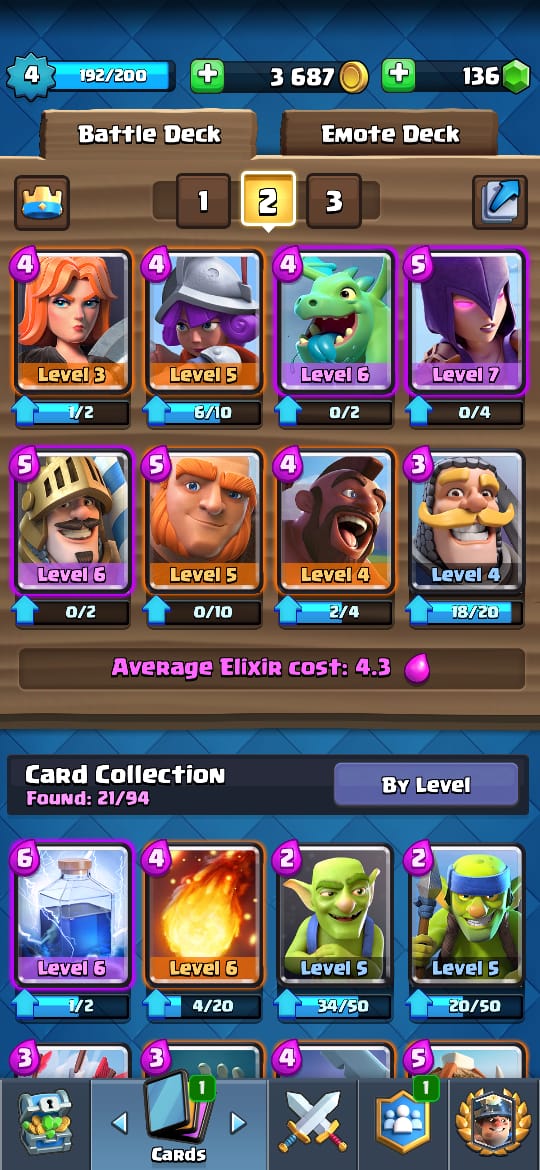 4 192/200 3 687 136
Battle Deck Emote Deck
1 2 3
4 4 4 5
Level 3 Level 5 Level 6 Level 7
1/2 6/10 0/2 0/4
5 5 4 3
Level 6 Level 5 Level 4 Level 4
0/2 0/10 2/4 18/20
Average Elixir cost: 4.3
Card Collection
Found: 21/94
By Level
6 4 2 2
Level 6 Level 6 Level 5 Level 5
1/2 4/20 34/50 20/50
3 3 4 5
1 1
Cards